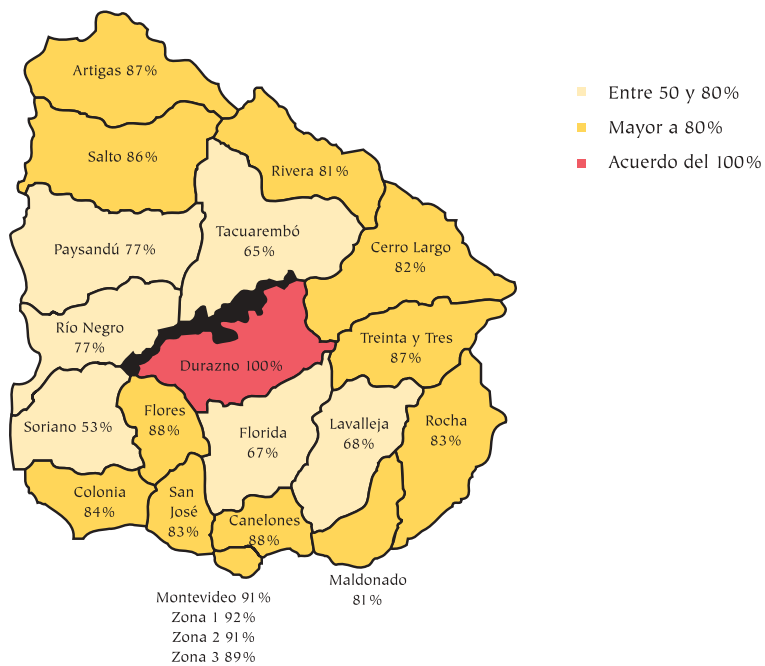 Artigas 87%
Entre 50 y 80%
Mayor a 80%
Acuerdo del 100%
Salto 86%
Rivera 81%
Paysandú 77%
Tacuarembó
65%
Cerro Largo
82%
Río Negro
77%
Treinta y Tres
87%
Durazno 100%
Soriano 53%
Flores
88%
Florida
67%
Lavalleja
68%
Rocha
83%
Colonia
84%
San
José
83%
Canelones
88%
Maldonado
81%
Montevideo 91%
Zona 1 92%
Zona 2 91%
Zona 3 89%